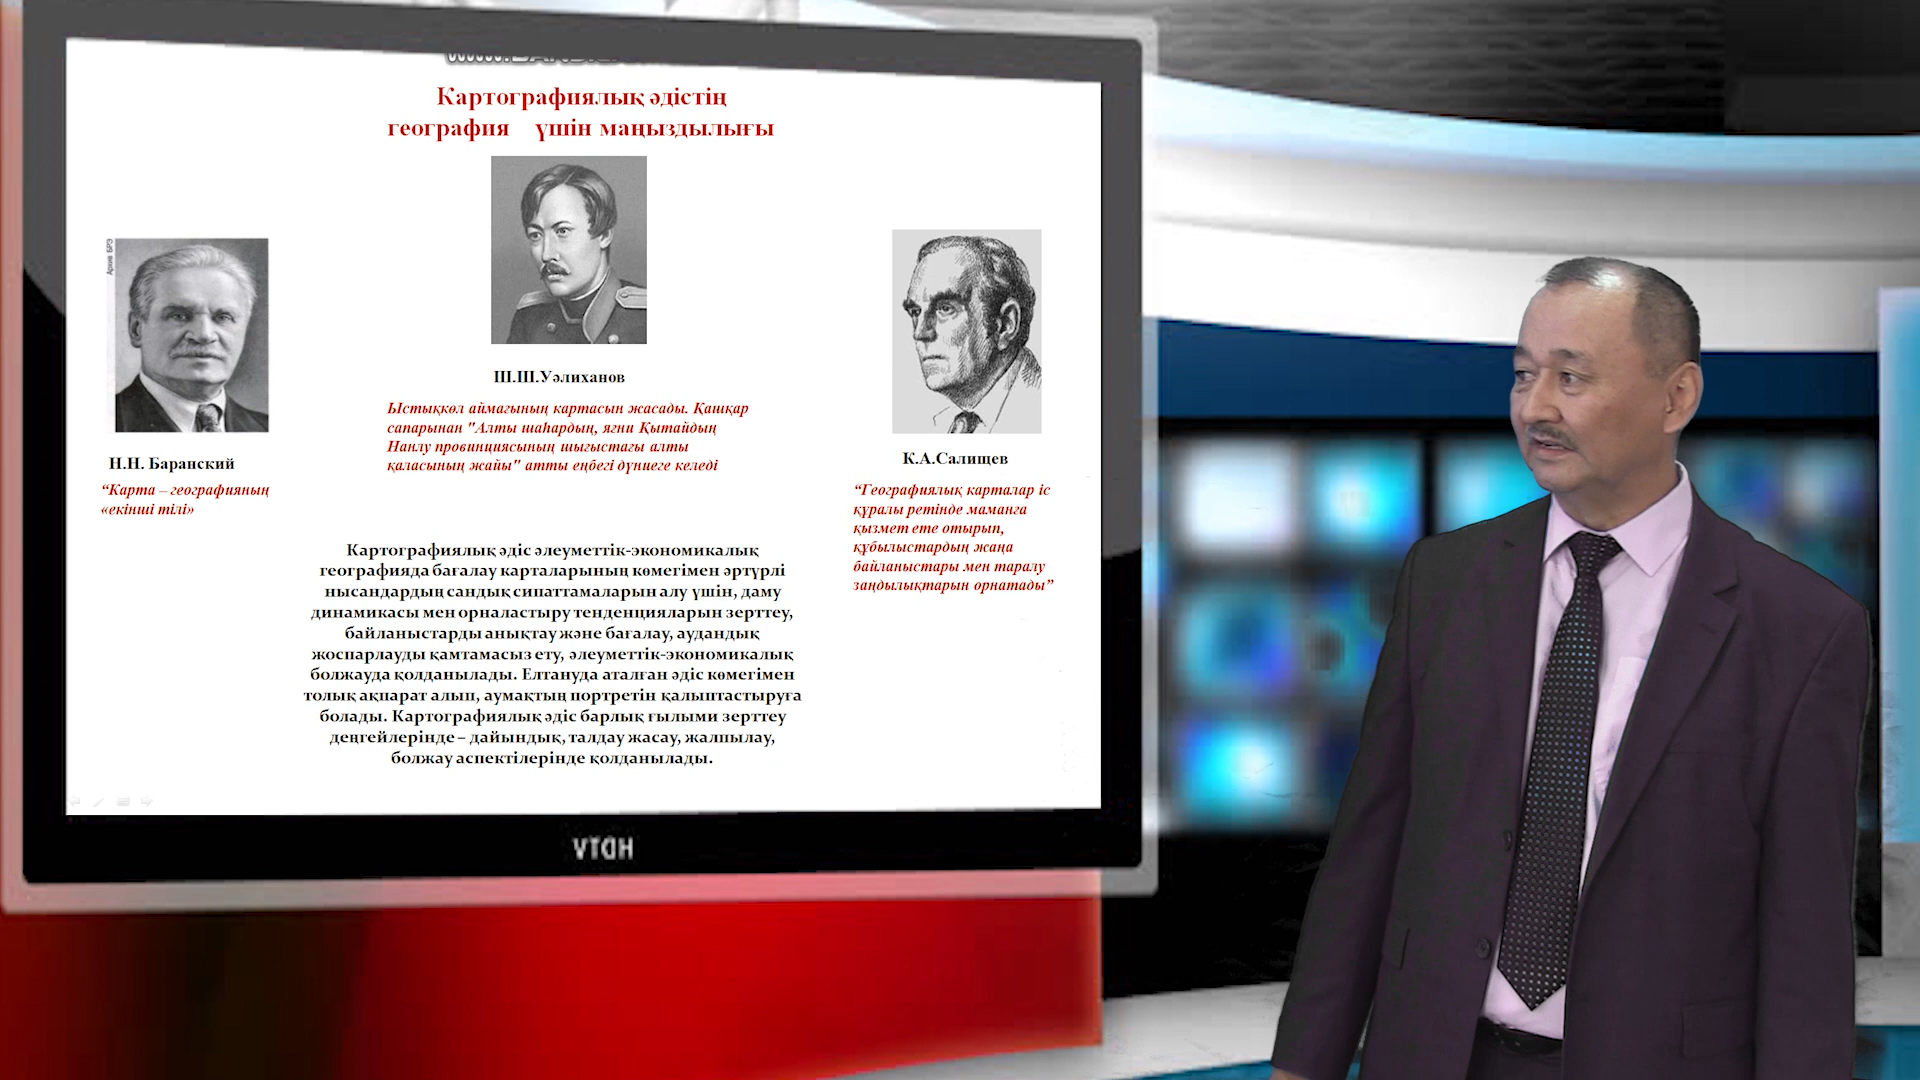 Картографиялық әдістің
география үшін маңыздылығы
Архив БРЭ
Ш.Ш.Уәлиханов
Ыстықкөл аймағының картасын жасады. Қашқар
сапарынан "Алты шаһардың, яғни Қытайдың
Нанлу провинциясының шығыстағы алты
қаласының жайы" атты еңбегі дүниеге келеді
Н.Н. Баранский
“Карта – географияның
«екінші тілі»
К.А.Салищев
“Географиялық карталар іс
құралы ретінде маманға
қызмет ете отырып,
құбылыстардың жаңа
байланыстары мен таралу
заңдылықтарын орнатады”
Картографиялық әдіс әлеуметтік-экономикалық
географияда бағалау карталарының көмегімен әртүрлі
нысандардың сандық сипаттамаларын алу үшін, даму
динамикасы мен орналастыру тенденцияларын зерттеу,
байланыстарды анықтау және бағалау, аудандық
жоспарлауды қамтамасыз ету, әлеуметтік-экономикалық
болжауда қолданылады. Елтануда аталған әдіс көмегімен
толық ақпарат алып, аумақтың портретін қалыптастыруға
болады. Картографиялық әдіс барлық ғылыми зерттеу
деңгейлерінде – дайындық, талдау жасау, жалпылау,
болжау аспектілерінде қолданылады.
HDTV